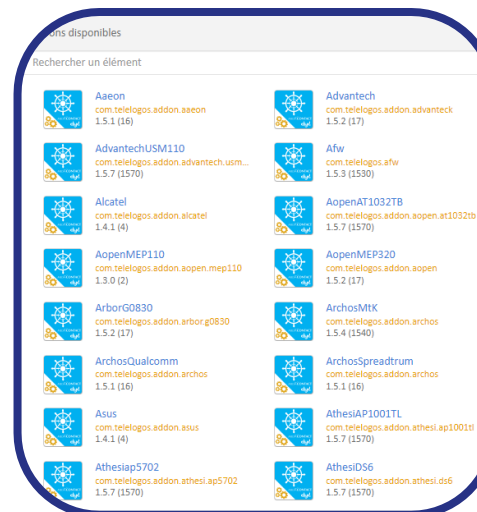 ons disponibles
Rechercher un élément
Aaeon
com.telelogos.addon.aaeon
1.5.1 (16)
Advantech
com.telelogos.addon.advanteck
1.5.2 (17)
AdvantechUSM110
com.telelogos.addon.advantech.usm...
1.5.7 (1570)
Afw
com.telelogos.afw
1.5.3 (1530)
Alcatel
com.telelogos.addon.alcatel
1.4.1 (4)
AopenAT1032TB
com.telelogos.addon.aopen.at1032tb
1.5.7 (1570)
AopenMEP110
com.telelogos.addon.aopen.mep110
1.3.0 (2)
AopenMEP320
com.telelogos.addon.aopen
1.5.2 (17)
ArborG0830
com.telelogos.addon.arbor.g0830
1.5.2 (17)
ArchosMtK
com.telelogos.addon.archos
1.5.4 (1540)
ArchosQualcomm
com.telelogos.addon.archos
1.5.1 (16)
ArchosSpreadtrum
com.telelogos.addon.archos
1.5.1 (16)
Asus
com.telelogos.addon.asus
1.4.1 (4)
AthesiAP1001TL
com.telelogos.addon.athesi.ap1001tl
1.5.7 (1570)
Athesiap5702
com.telelogos.addon.athesi.ap5702
1.5.7 (1570)
AthesiDS6
com.telelogos.addon.athesi.ds6
1.5.7 (1570)